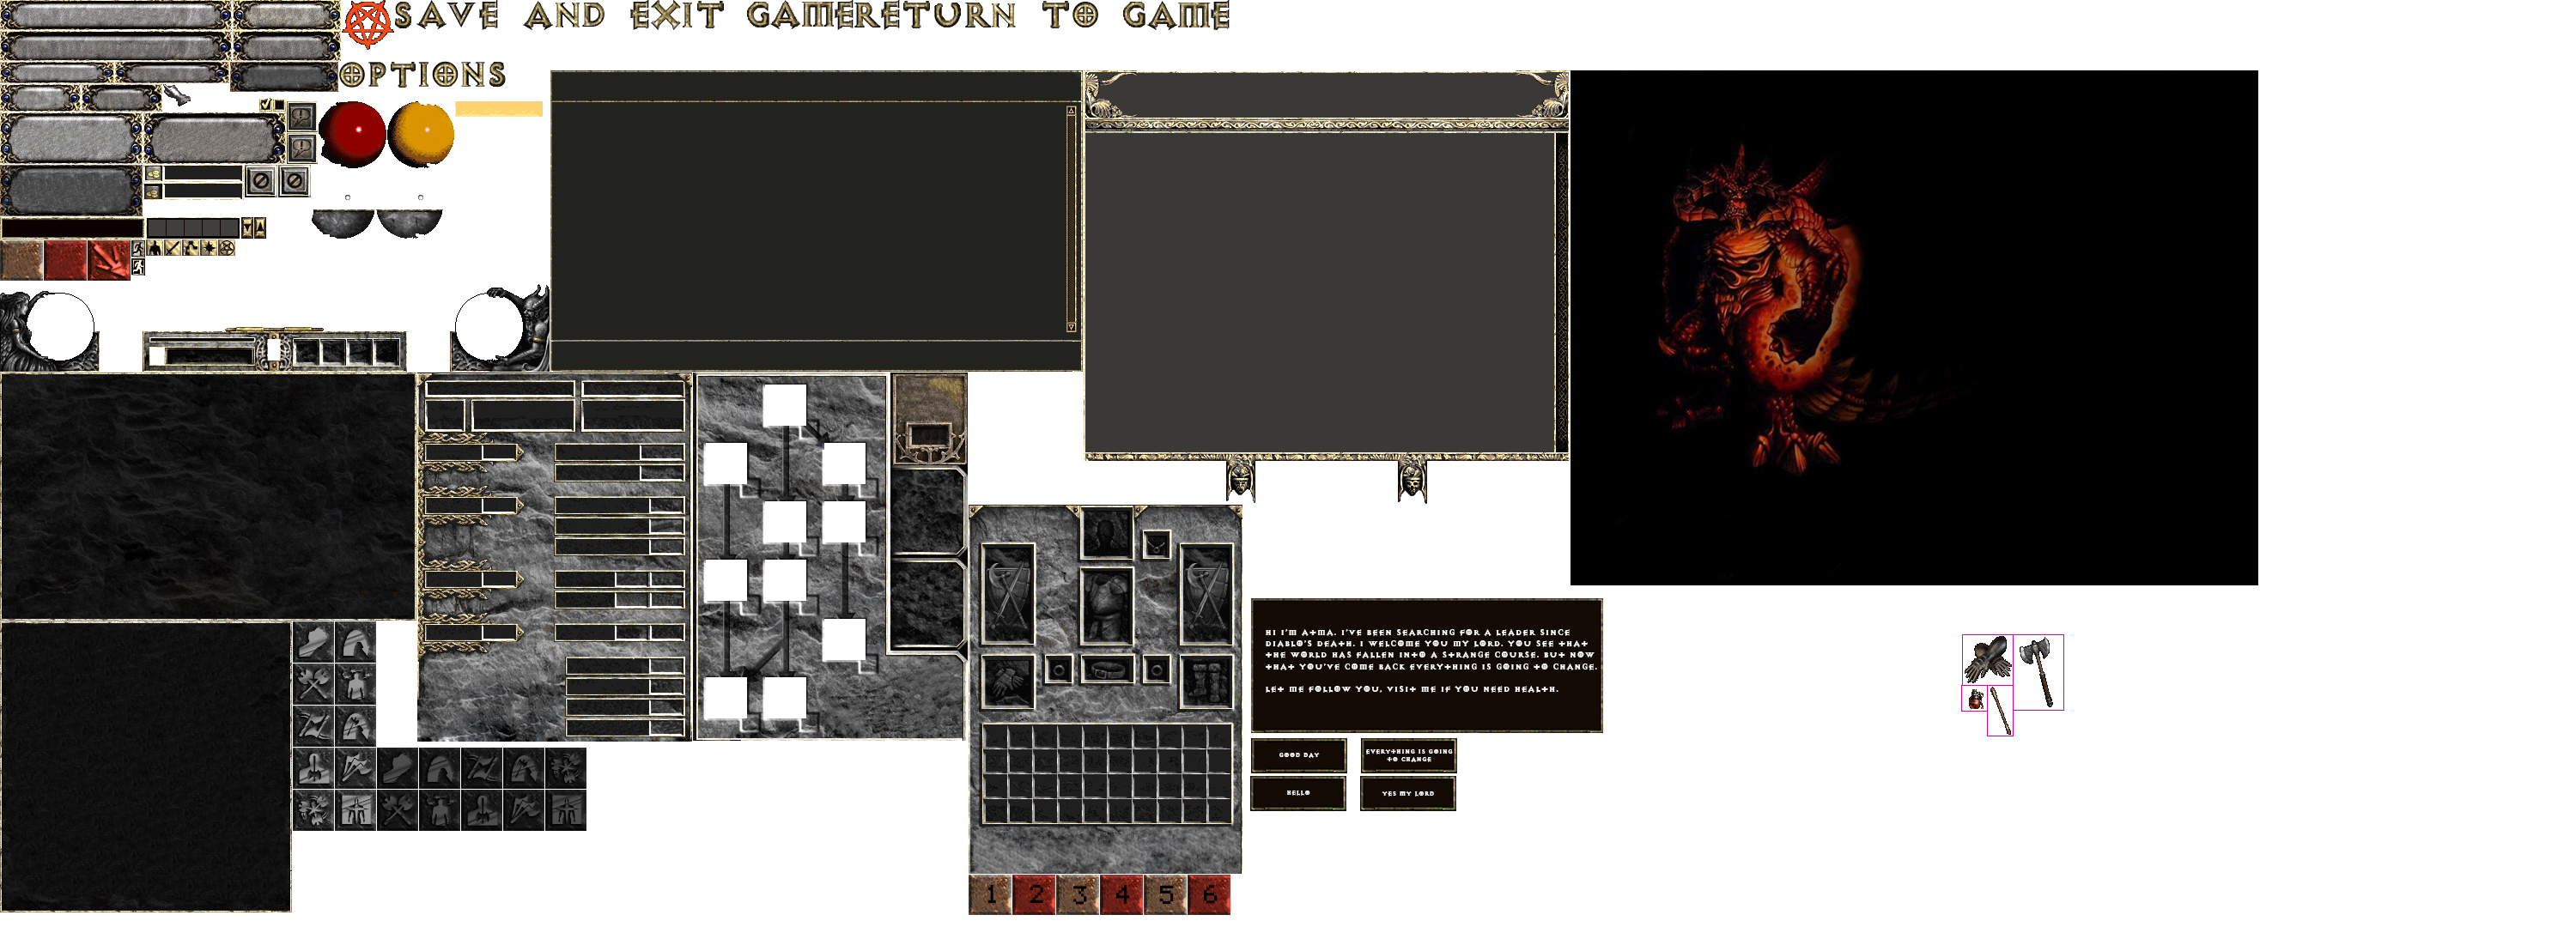 SAVE AND EXIT GAME
RETURN TO GAME
OPTIONS
HI I'M ATMA. I'VE BEEN SEARCHING FOR A LEADER SINCE
DIABLO'S DEATH. I WELCOME YOU MY LORD. YOU SEE THAT
THE WORLD HAS FALLEN INTO A STRANGE COURSE. BUT NOW
THAT YOU'VE COME BACK EVERYTHING IS GOING TO CHANGE.
LET ME FOLLOW YOU, VISIT ME IF YOU NEED HEALTH.
GOOD DAY
EVERYTHING IS GOING
TO CHANGE
HELLO
YES MY LORD
1 2 3 4 5 6